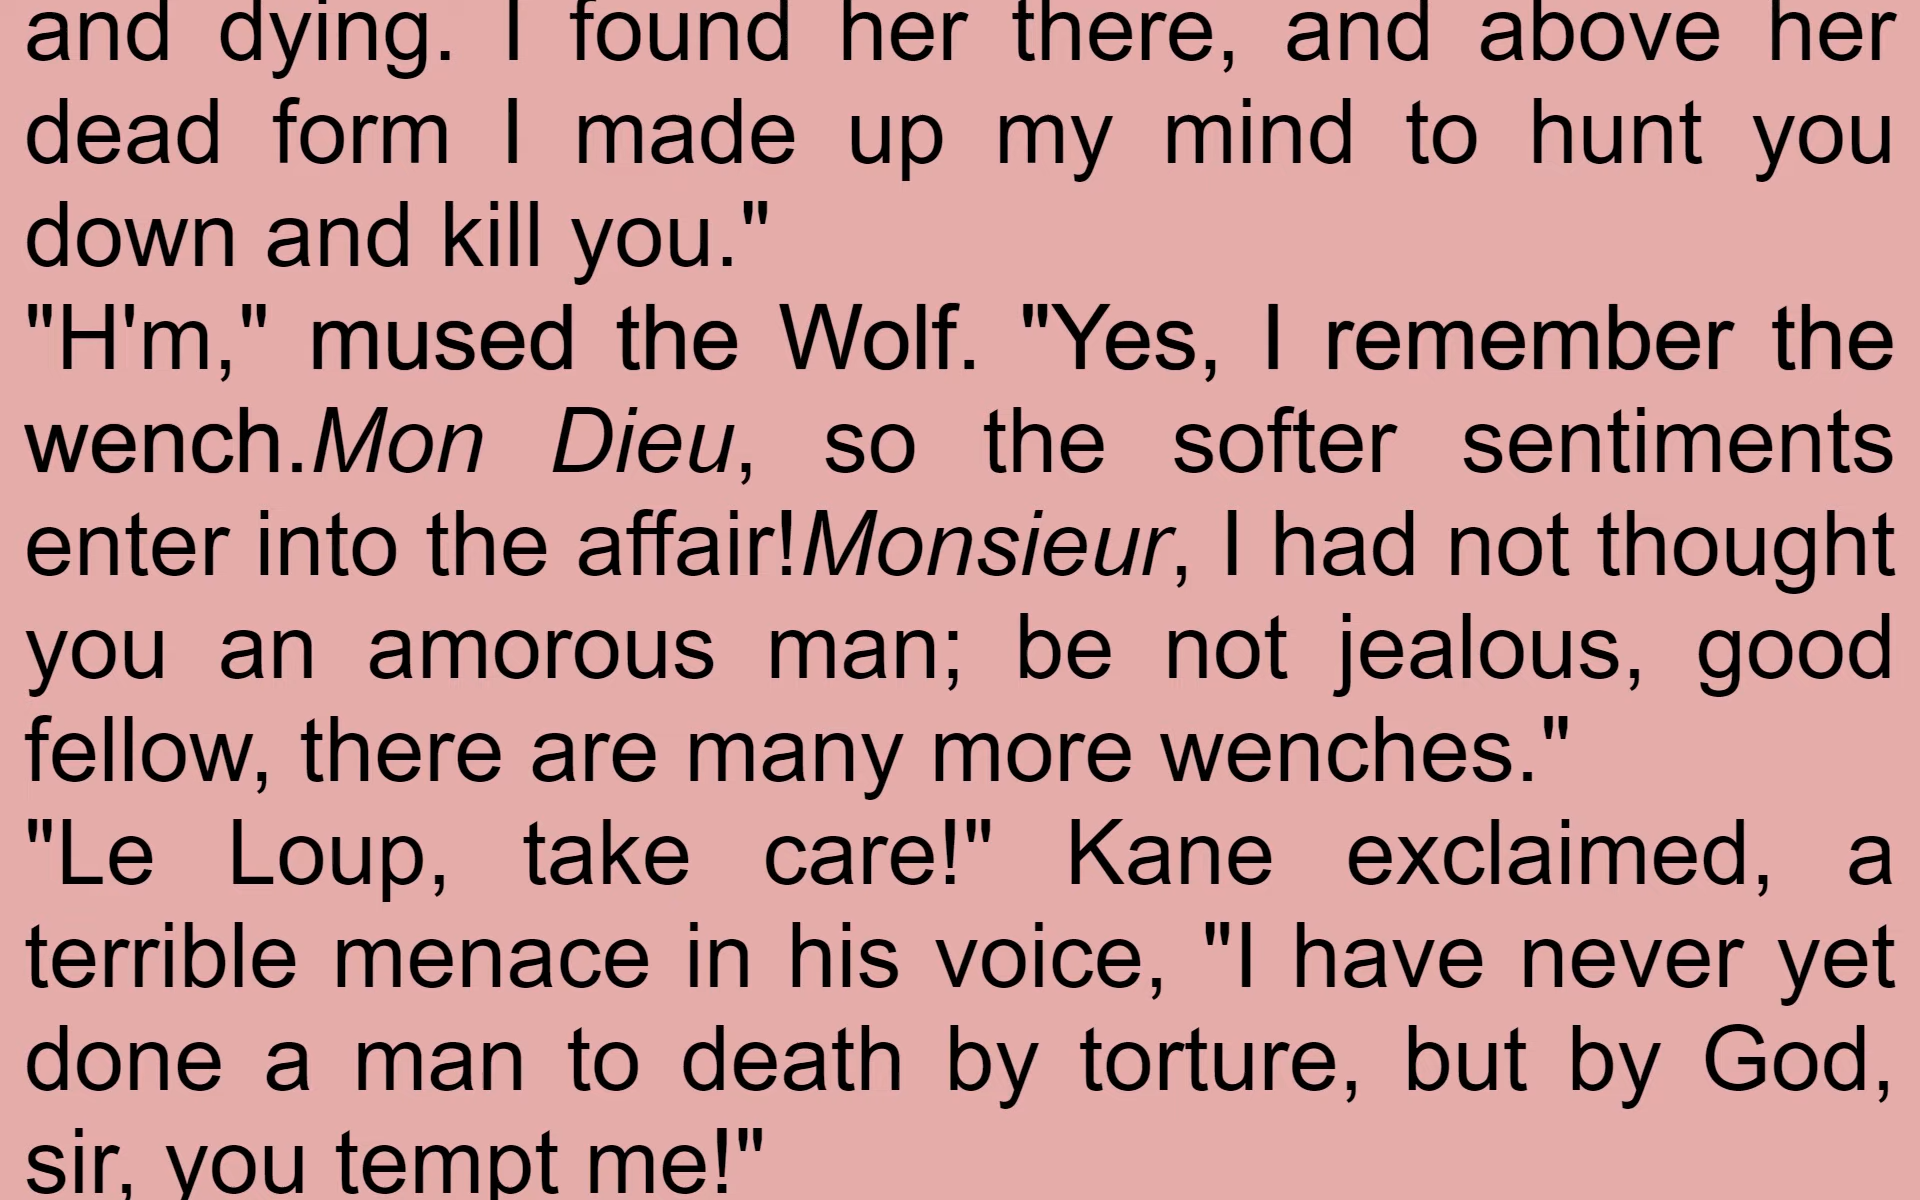 and dying. I found her there, and above her
dead form I made up my mind to hunt you
down and kill you."
"H'm," mused the Wolf. "Yes, I remember the
wench.Mon Dieu, so the softer sentiments
enter into the affair!Monsieur, I had not thought
you an amorous man; be not jealous, good
fellow, there are many more wenches."
"Le Loup, take care!" Kane exclaimed, a
terrible menace in his voice, "I have never yet
done a man to death by torture, but by God,
sir, you tempt me!"